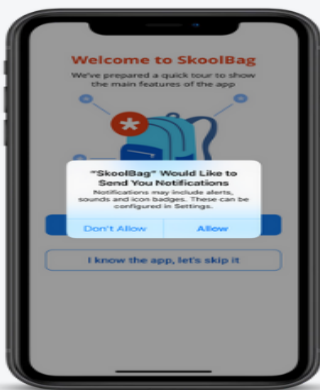 Welcome to SkoolBag
We've prepared a quick tour to show
the main features of the app
"SkoolBag" Would Like to
Send You Notifications
Notifications may include alerts,
sounds and icon badges. These can be
configured in Settings.
Don't Allow
Allow
I know the app, let's skip it